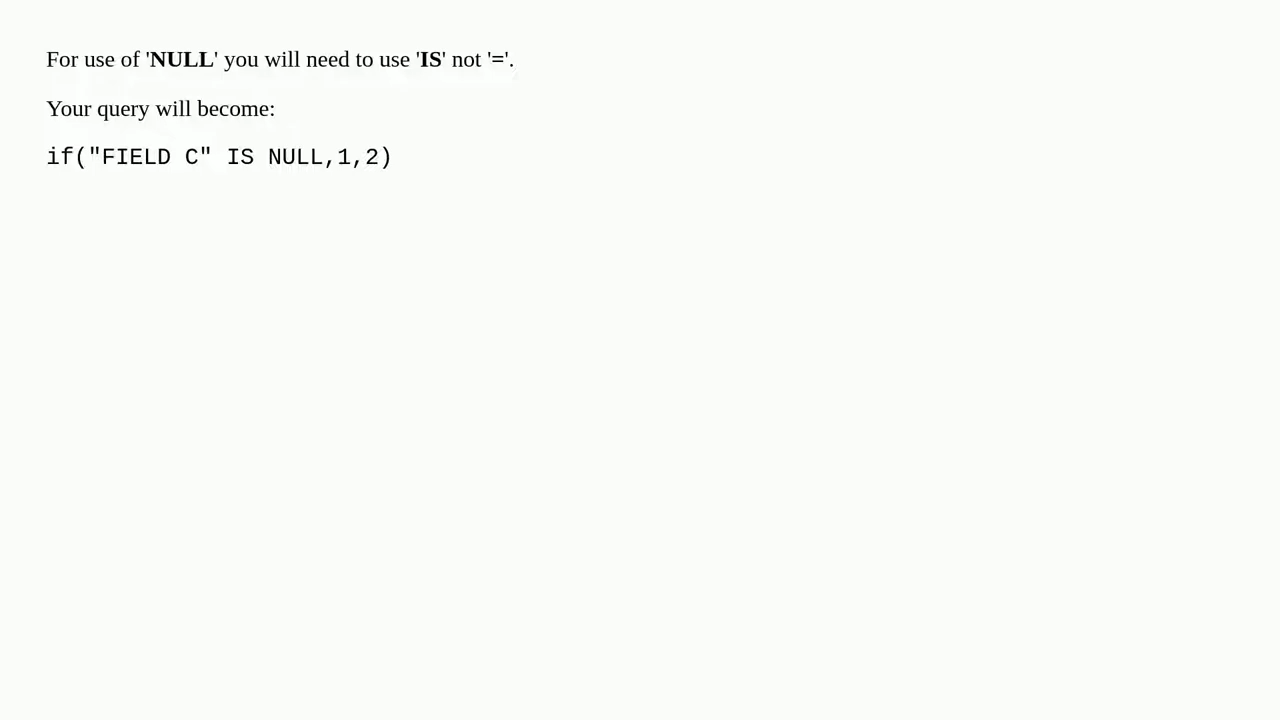 For use of 'NULL' you will need to use 'IS' not '='.
Your query will become:
if("FIELD C" IS NULL,1,2)